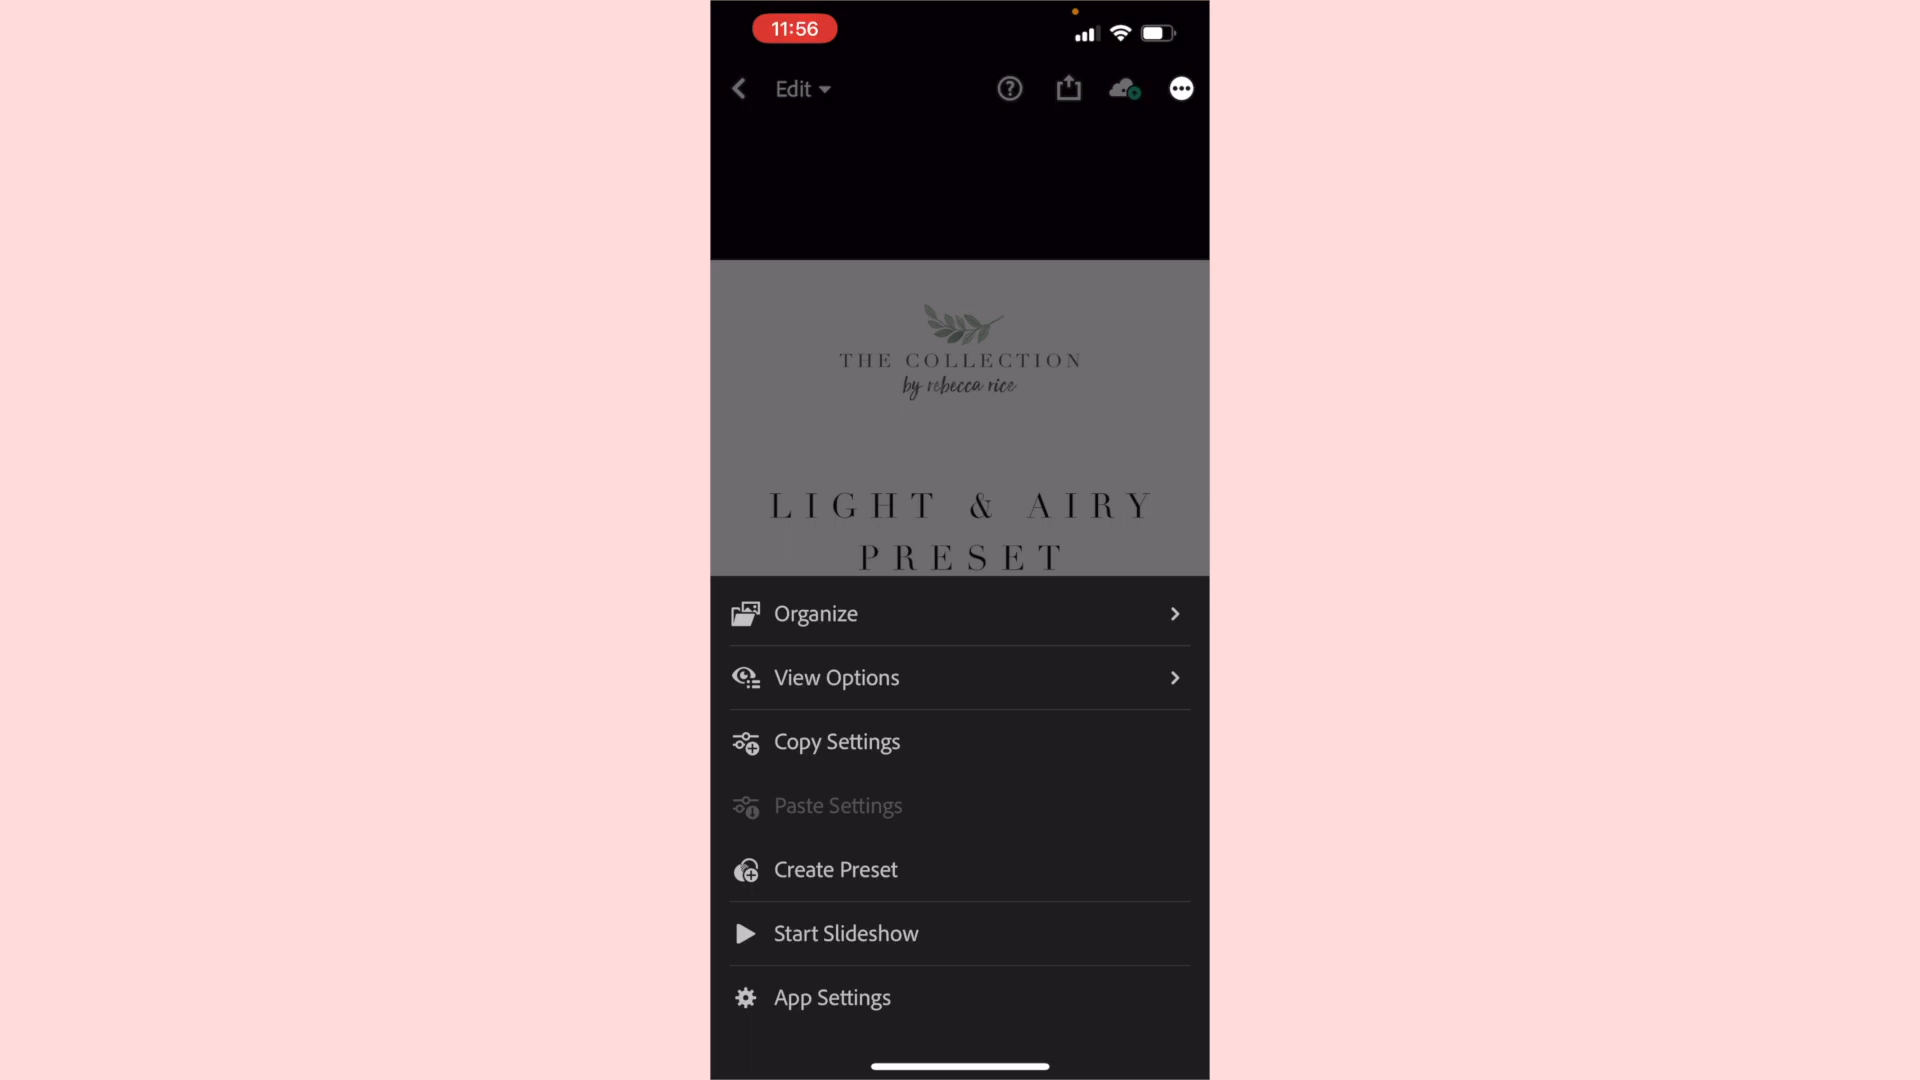 11:56
Edit
THE COLLECTION
by rebecca rice
LIGHT & AIRY
PRESET
Organize
View Options
Copy Settings
Paste Settings
Create Preset
Start Slideshow
App Settings